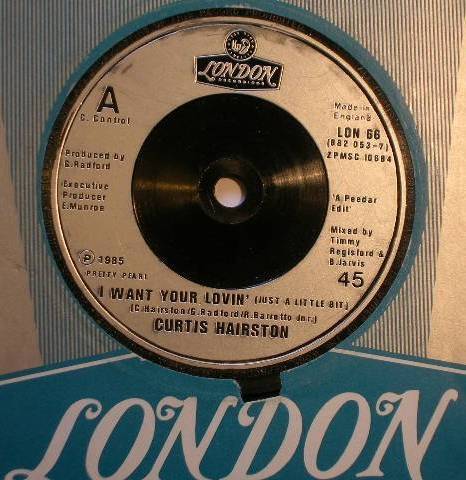 LONDON
RECORDINGS
A
C. Control
Made in
England
LON 66
(882 053-7)
ZPMSC 10684
Produced by
C. Radford
Executive
Producer
E. Munroe
'A Peedar
Edit'
Mixed by
Timmy
Regisford &
B. Jarvis
Ⓟ 1985
PRETTY PEARL
45
I WANT YOUR LOVIN' (JUST A LITTLE BIT)
(C. Hairston/G. Radford/R. Barretto Jnr.)
CURTIS HAIRSTON
LONDON